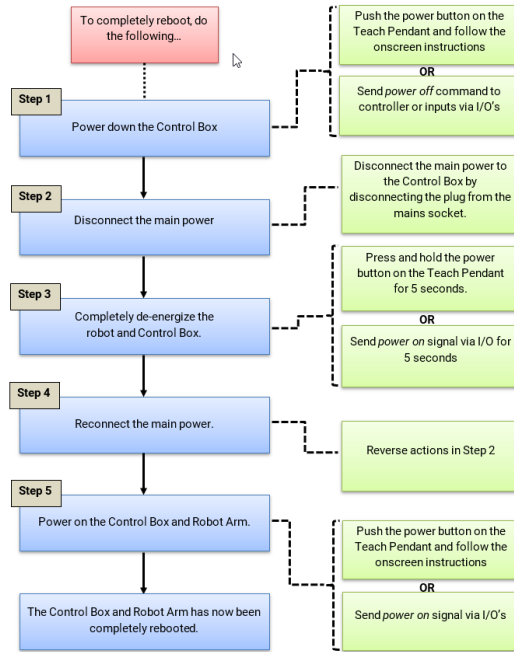 To completely reboot, do
the following...
Push the power button on the
Teach Pendant and follow the
onscreen instructions
OR
Send power off command to
controller or inputs via I/O's
Step 1
Power down the Control Box
Step 2
Disconnect the main power
Disconnect the main power to
the Control Box by
disconnecting the plug from the
mains socket.
Step 3
Completely de-energize the
robot and Control Box.
Press and hold the power
button on the Teach Pendant
for 5 seconds.
OR
Send power on signal via I/O for
5 seconds
Step 4
Reconnect the main power.
Reverse actions in Step 2
Step 5
Power on the Control Box and Robot Arm.
Push the power button on the
Teach Pendant and follow the
onscreen instructions
OR
Send power on signal via I/O's
The Control Box and Robot Arm has now been
completely rebooted.